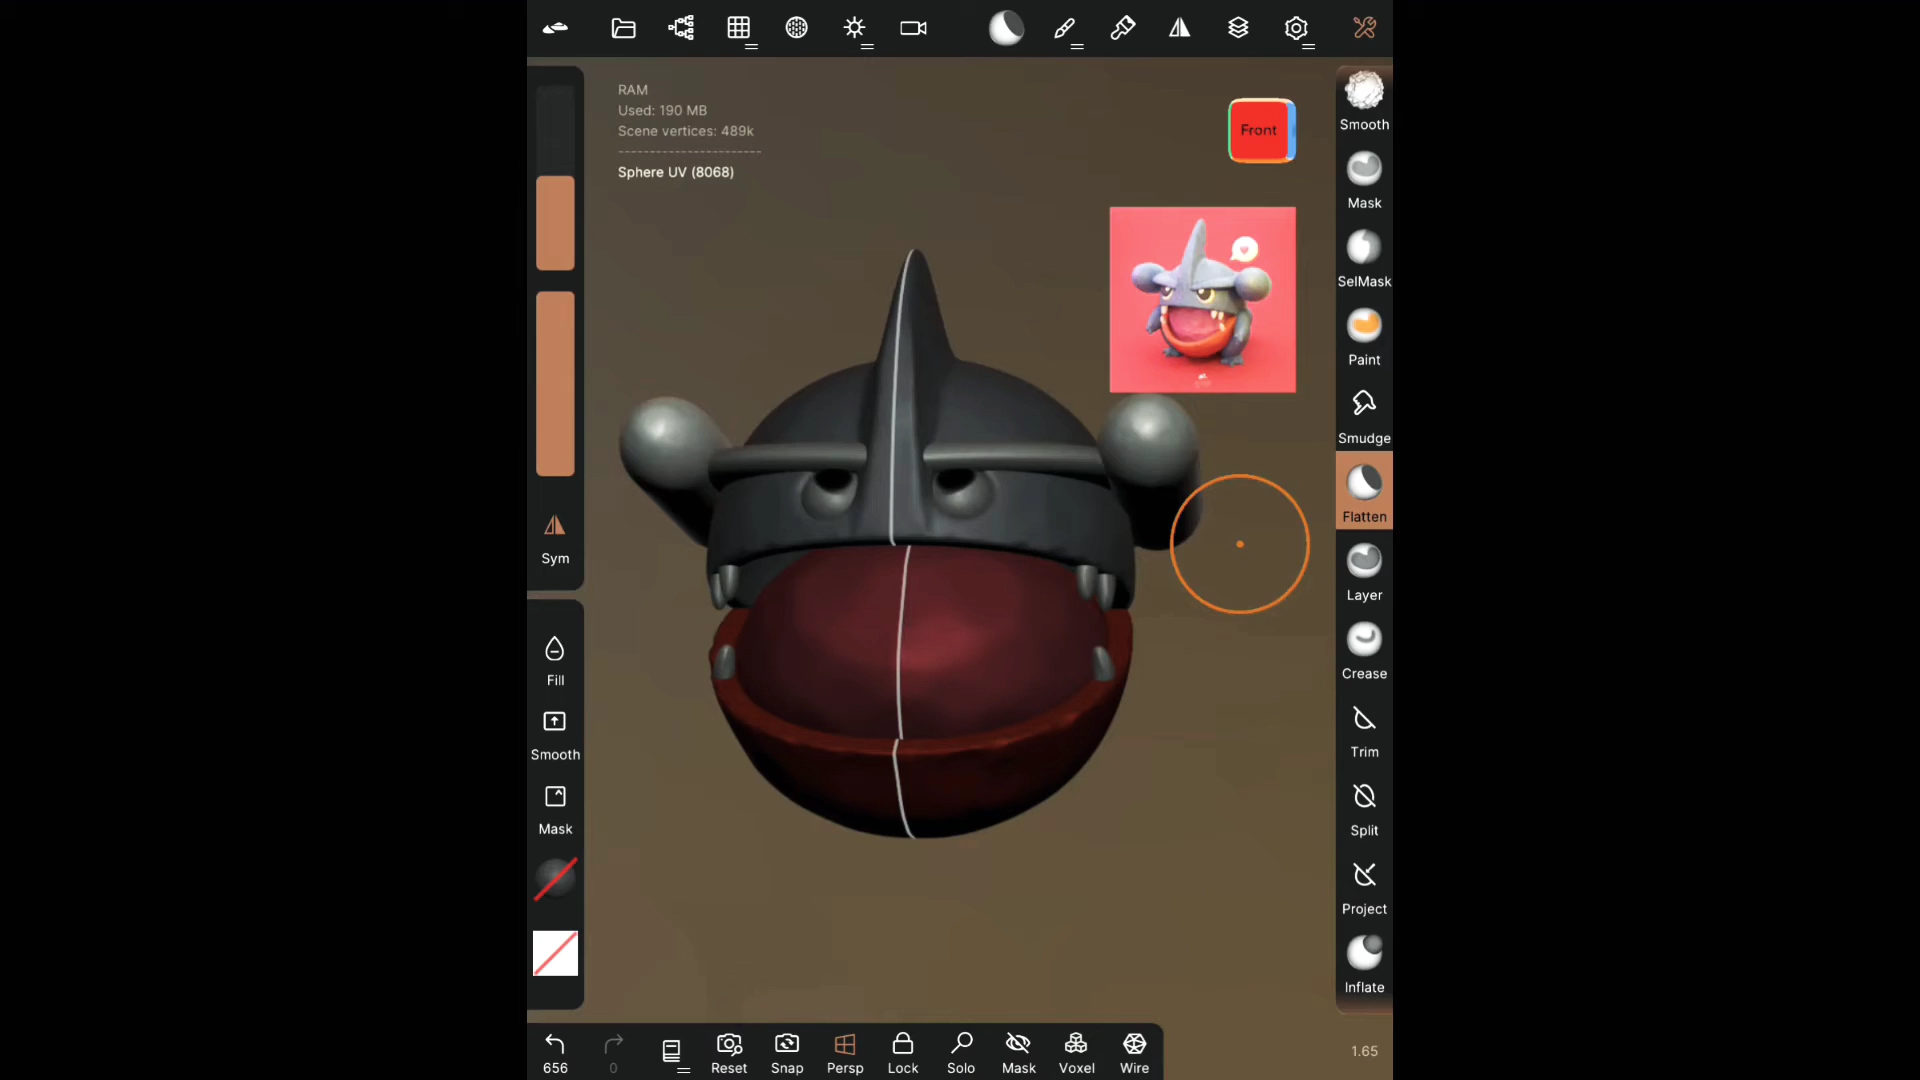 RAM
Used: 190 MB
Scene vertices: 489k
Sphere UV (8068)
Front
Sym
Fill
Smooth
Mask
Smooth
Mask
SelMask
Paint
Smudge
Flatten
Layer
Crease
Trim
Split
Project
Inflate
656
0
Reset
Snap
Persp
Lock
Solo
Mask
Voxel
Wire
1.65